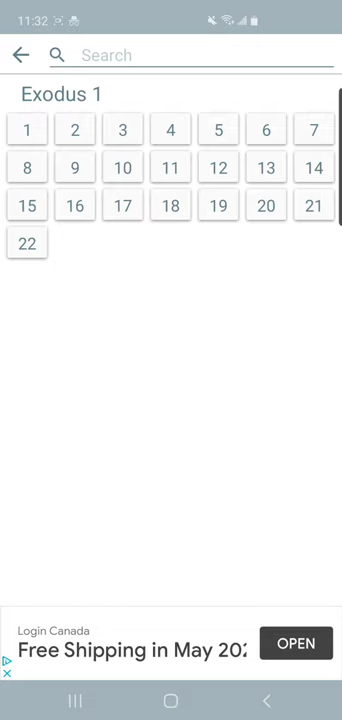 11:32
Search
Exodus 1
1 2 3 4 5 6 7
8 9 10 11 12 13 14
15 16 17 18 19 20 21
22
Login Canada
Free Shipping in May
OPEN